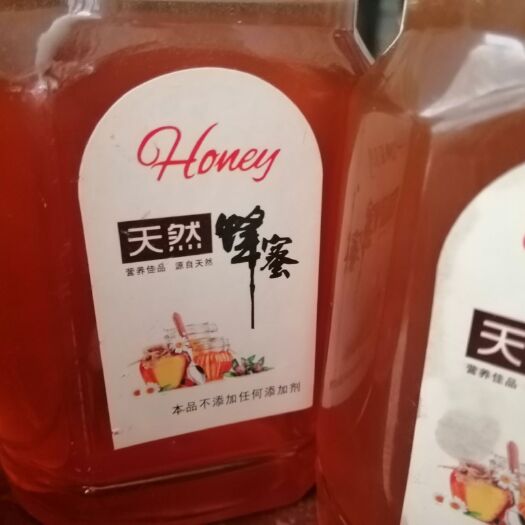 Honey
天然 蜂蜜
营养佳品 源自天然
本品不添加任何添加剂
天
营养佳品